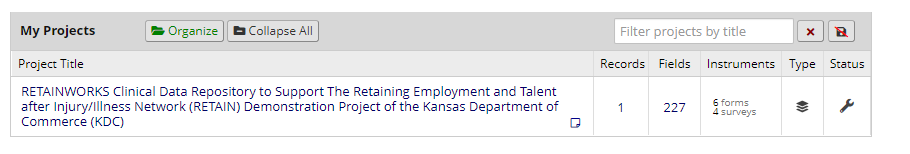 My Projects Organize Collapse All Filter projects by title
Project Title Records Fields Instruments Type Status
RETAINWORKS Clinical Data Repository to Support The Retaining Employment and Talent
after Injury/Illness Network (RETAIN) Demonstration Project of the Kansas Department of
Commerce (KDC)
1 227
6 forms
4 surveys